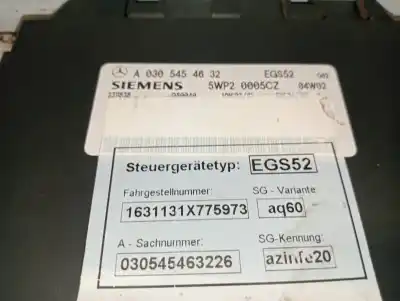 A 030 545 46 32 EGS52
SIEMENS 5WP2 0005CZ 04W02
Steuergerätetyp: EGS52
Fahrgestellnummer: SG - Variante
1631131X775973 aq60
A - Sachnummer: SG-Kennung:
030545463226 azinfe20